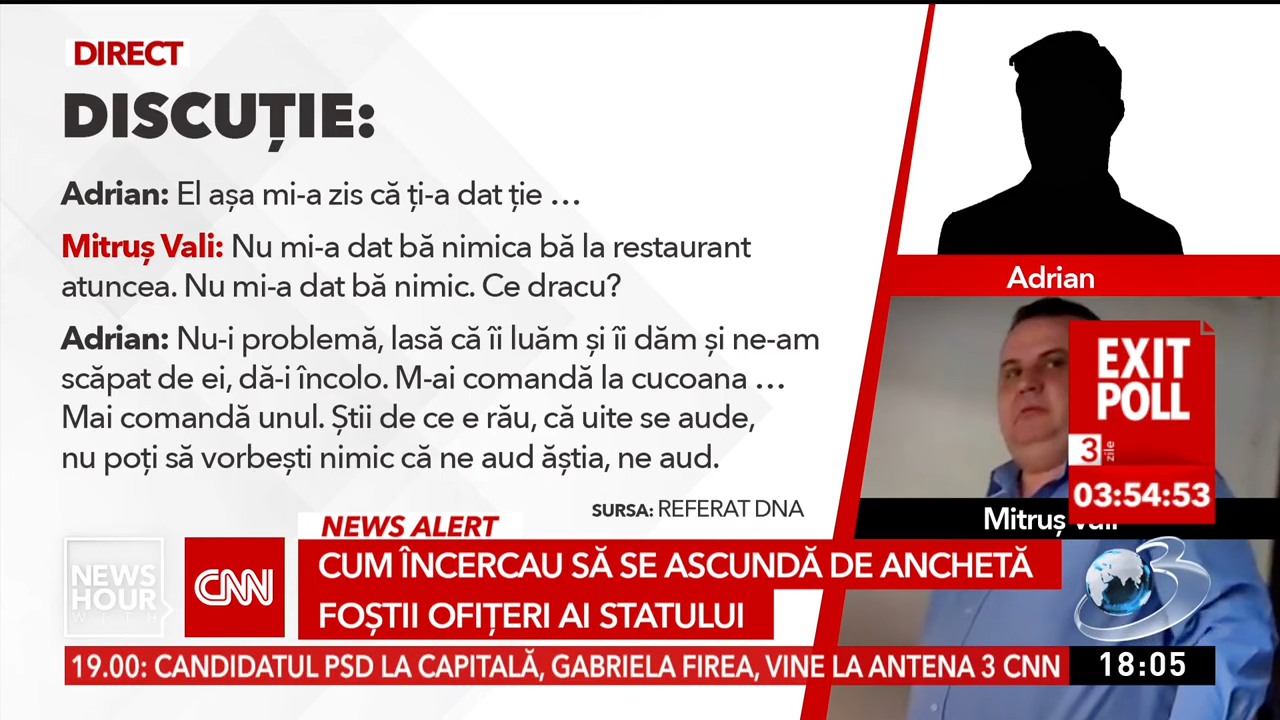 DIRECT
DISCUȚIE:
Adrian: El așa mi-a zis că ți-a dat ție ...
Mitruș Vali: Nu mi-a dat bă nimica bă la restaurant
atuncea. Nu mi-a dat bă nimic. Ce dracu?
Adrian: Nu-i problemă, lasă că îi luăm și îi dăm și ne-am
scăpat de ei, dă-i încolo. M-ai comandă la cucoana ...
Mai comandă unul. Știi de ce e rău, că uite se aude,
nu poți să vorbești nimic că ne aud ăștia, ne aud.
SURSA: REFERAT DNA
Adrian
EXIT
POLL
3 zile
03:54:53
Mitruș Vali
NEWS ALERT
NEWS
HOUR
WITH
CNN
CUM ÎNCERCAU SĂ SE ASCUNDĂ DE ANCHETĂ
FOȘTII OFIȚERI AI STATULUI
3
19.00: CANDIDATUL PSD LA CAPITALĂ, GABRIELA FIREA, VINE LA ANTENA 3 CNN
18:05